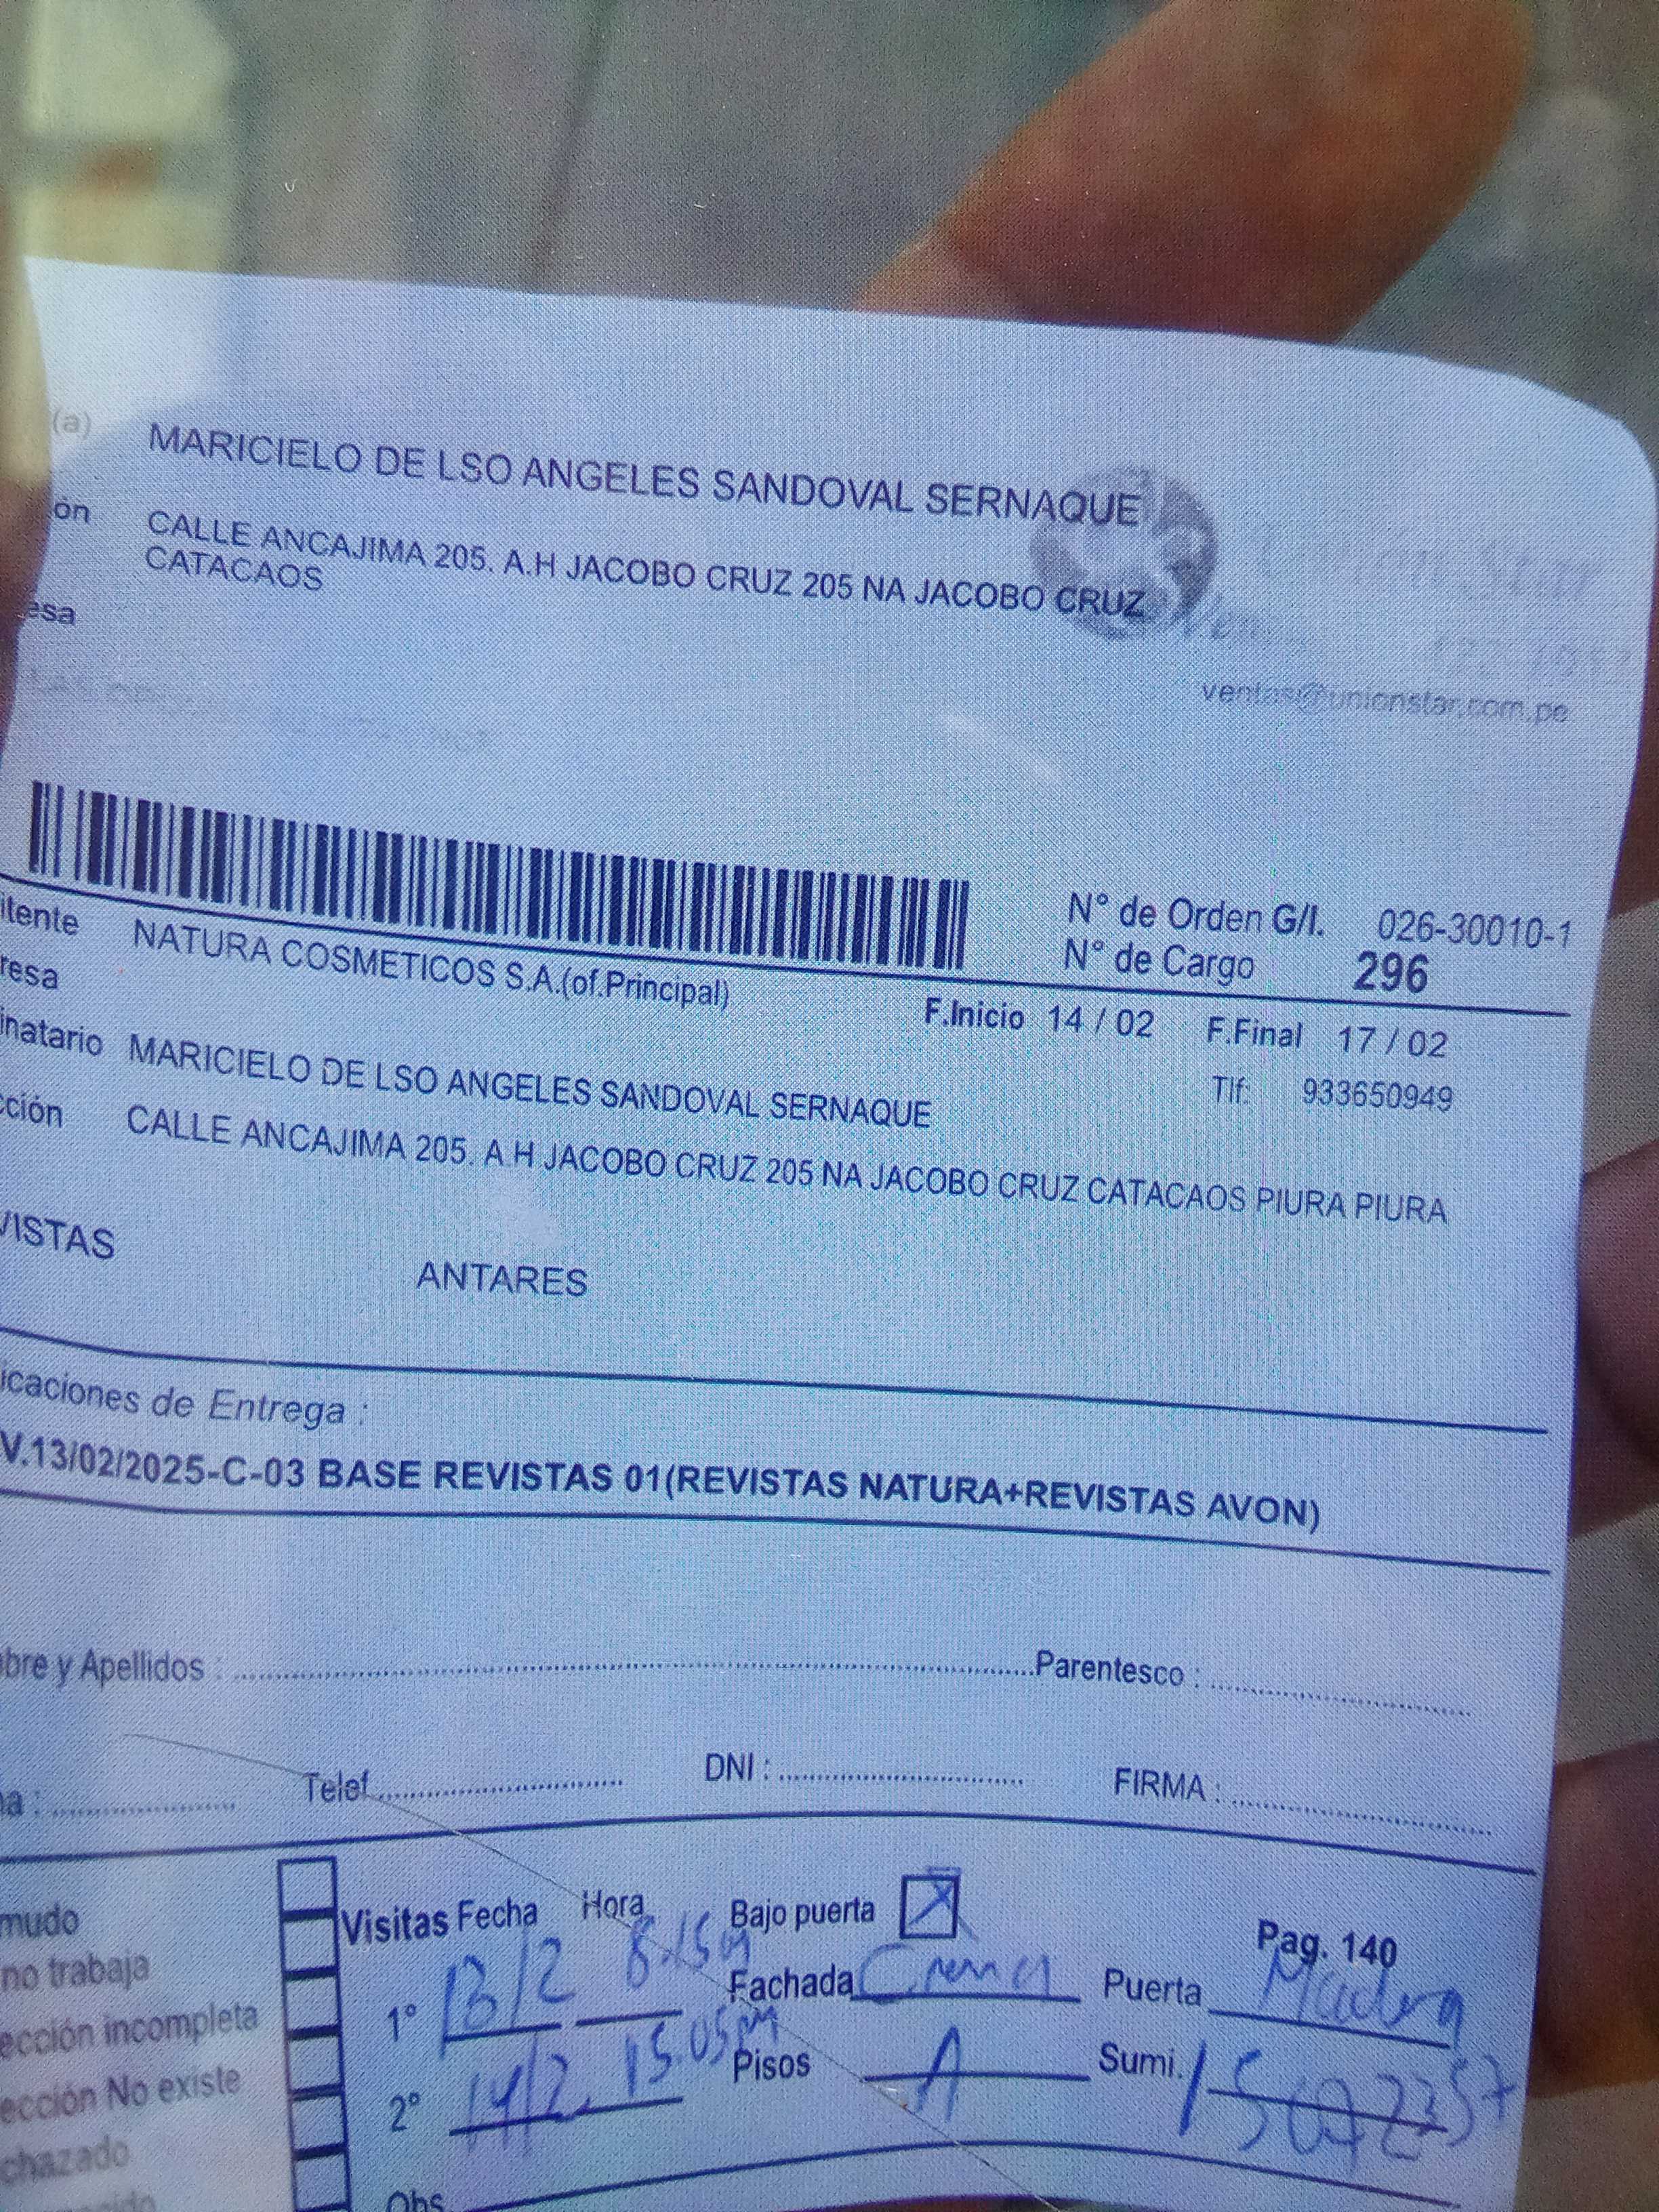 (a) MARICIELO DE LSO ANGELES SANDOVAL SERNAQUE
ón CALLE ANCAJIMA 205. A.H JACOBO CRUZ 205 NA JACOBO CRUZ
CATACAOS
esa
ventas@unionstar.com.pe
N° de Orden G/I. 026-30010-1
N° de Cargo 296
itente NATURA COSMETICOS S.A.(of.Principal)
resa
F.Inicio 14 / 02 F.Final 17 / 02
inatario MARICIELO DE LSO ANGELES SANDOVAL SERNAQUE
Tlf: 933650949
cción CALLE ANCAJIMA 205. A.H JACOBO CRUZ 205 NA JACOBO CRUZ CATACAOS PIURA PIURA
VISTAS ANTARES
icaciones de Entrega :
V.13/02/2025-C-03 BASE REVISTAS 01(REVISTAS NATURA+REVISTAS AVON)
bre y Apellidos : Parentesco :
na : Telef. DNI : FIRMA :
mudo Visitas Fecha Hora Bajo puerta X Pag. 140
no trabaja
1° 13/2 Fachada Crema Puerta Madera
ección incompleta
2° 14/2 Pisos Sumi.
ección No existe
chazado
Obs